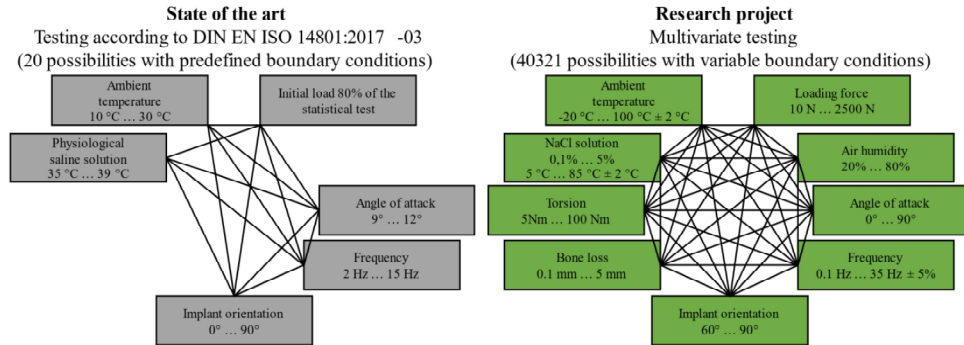 State of the art
Testing according to DIN EN ISO 14801:2017 -03
(20 possibilities with predefined boundary conditions)
Ambient
temperature
10 °C … 30 °C
Initial load 80% of the
statistical test
Physiological
saline solution
35 °C … 39 °C
Angle of attack
9° … 12°
Frequency
2 Hz … 15 Hz
Implant orientation
0° … 90°
Research project
Multivariate testing
(40321 possibilities with variable boundary conditions)
Ambient
temperature
-20 °C … 100 °C ± 2 °C
Loading force
10 N … 2500 N
NaCl solution
0,1% … 5%
5 °C … 85 °C ± 2 °C
Air humidity
20% … 80%
Torsion
5Nm … 100 Nm
Angle of attack
0° … 90°
Bone loss
0.1 mm … 5 mm
Frequency
0.1 Hz … 35 Hz ± 5%
Implant orientation
60° … 90°